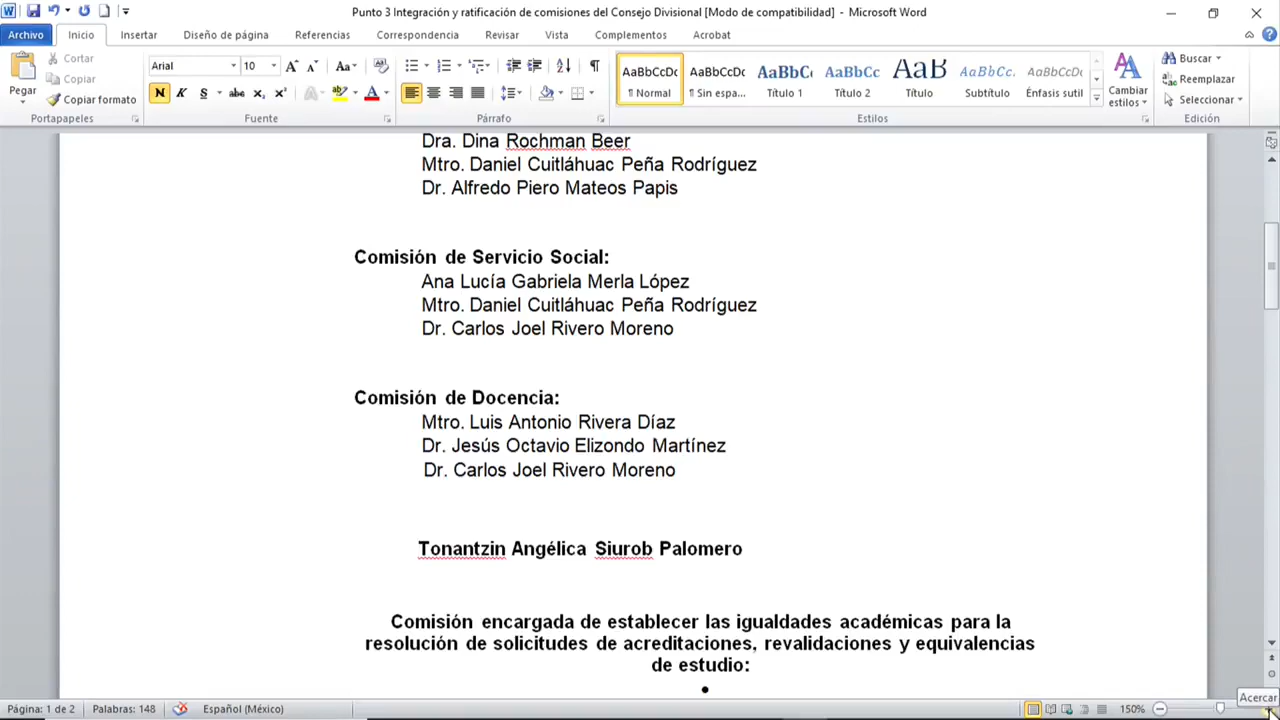 Punto 3 Integración y ratificación de comisiones del Consejo Divisional [Modo de compatibilidad] - Microsoft Word
Archivo Inicio Insertar Diseño de página Referencias Correspondencia Revisar Vista Complementos Acrobat
Pegar
Cortar
Copiar
Copiar formato
Portapapeles
Arial 10 Aa
N K S abc x₂ x² A A
Fuente
Párrafo
AaBbCcDc AaBbCcDc AaBbC AaBbCc AaB AaBbCc. AaBbCcDc
¶ Normal ¶ Sin espa... Título 1 Título 2 Título Subtítulo Énfasis sutil
Cambiar
estilos
Estilos
Buscar
Reemplazar
Seleccionar
Edición
Dra. Dina Rochman Beer
Mtro. Daniel Cuitláhuac Peña Rodríguez
Dr. Alfredo Piero Mateos Papis
Comisión de Servicio Social:
Ana Lucía Gabriela Merla López
Mtro. Daniel Cuitláhuac Peña Rodríguez
Dr. Carlos Joel Rivero Moreno
Comisión de Docencia:
Mtro. Luis Antonio Rivera Díaz
Dr. Jesús Octavio Elizondo Martínez
Dr. Carlos Joel Rivero Moreno
Tonantzin Angélica Siurob Palomero
Comisión encargada de establecer las igualdades académicas para la
resolución de solicitudes de acreditaciones, revalidaciones y equivalencias
de estudio:
•
Acercar
Página: 1 de 2 Palabras: 148 Español (México) 150%